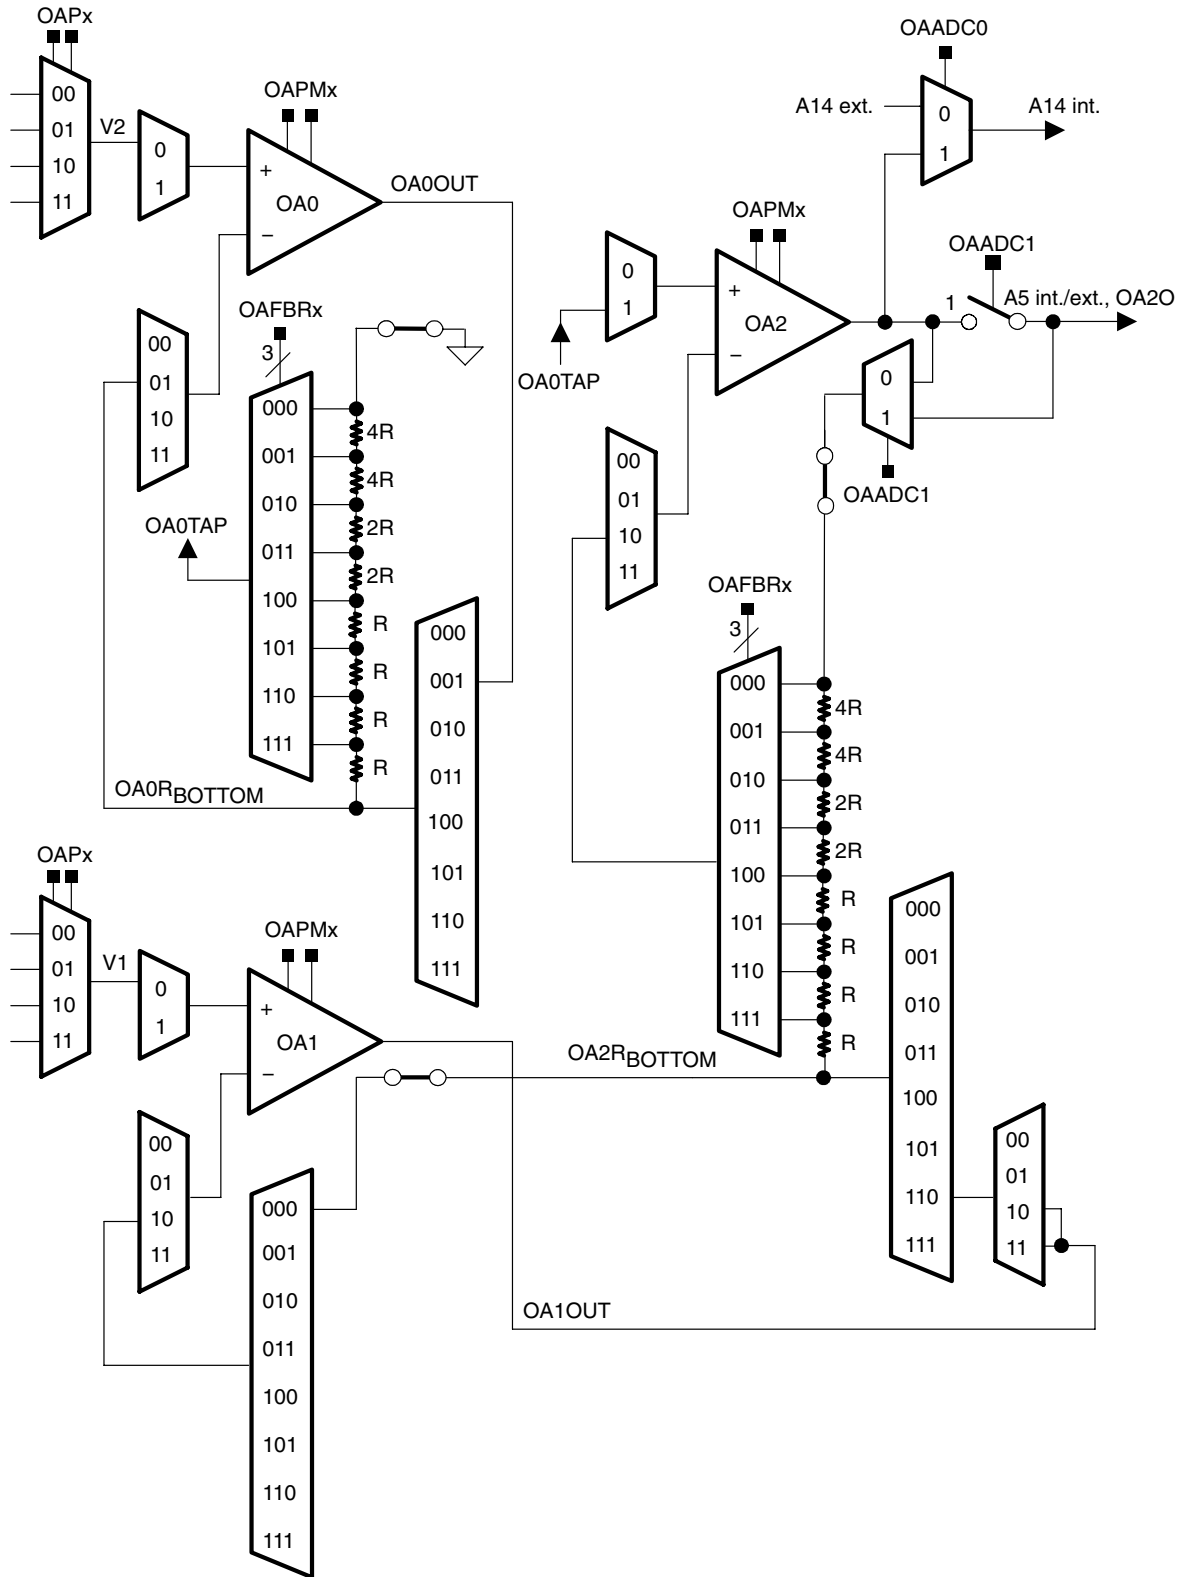 OAPx
00
01
10
11
V2
0
1
OAPMx
+
OA0
−
OA0OUT
00
01
10
11
OAFBRx
3
000
001
010
011
100
101
110
111
4R
4R
2R
2R
R
R
R
R
OA0TAP
OA0RBOTTOM
000
001
010
011
100
101
110
111
OAADC0
A14 ext.
0
1
A14 int.
OAPMx
0
1
OA0TAP
+
OA2
−
OAADC1
1
A5 int./ext., OA2O
0
1
OAADC1
00
01
10
11
OAFBRx
3
000
001
010
011
100
101
110
111
4R
4R
2R
2R
R
R
R
R
OA2RBOTTOM
000
001
010
011
100
101
110
111
00
01
10
11
OAPx
00
01
10
11
V1
0
1
OAPMx
+
OA1
−
00
01
10
11
000
001
010
011
100
101
110
111
OA1OUT